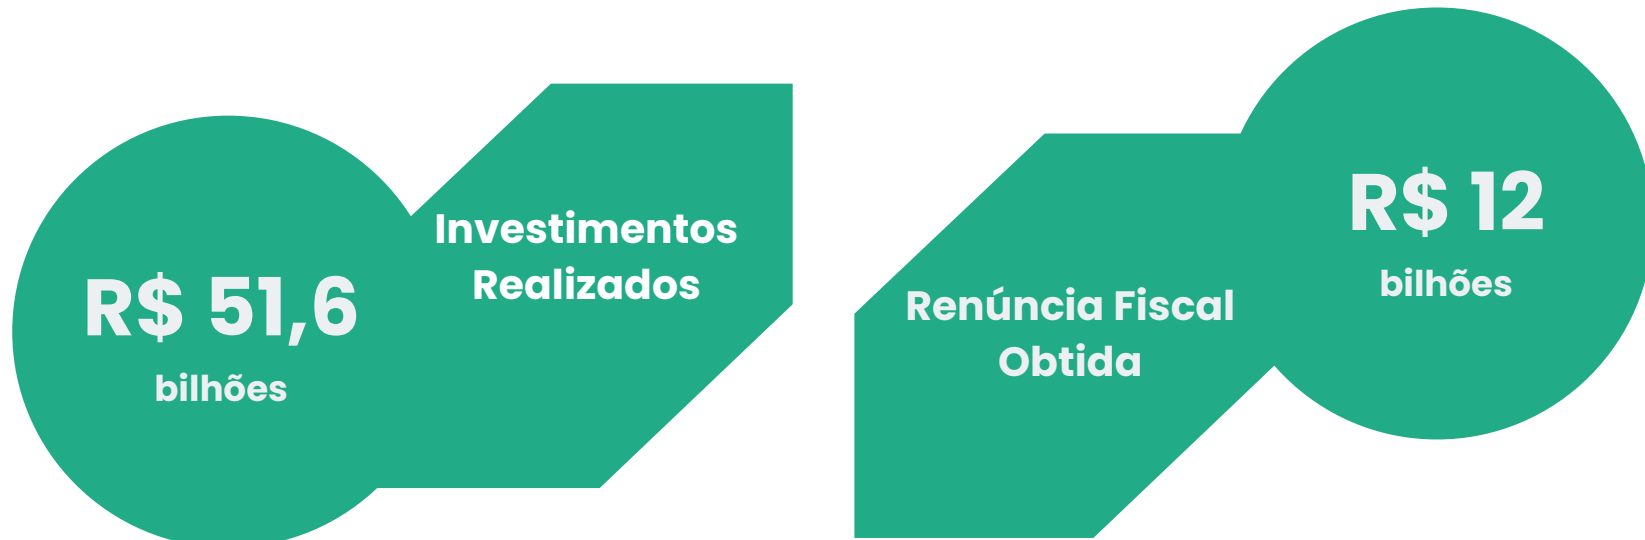 R$ 51,6
bilhões
Investimentos
Realizados
Renúncia Fiscal
Obtida
R$ 12
bilhões